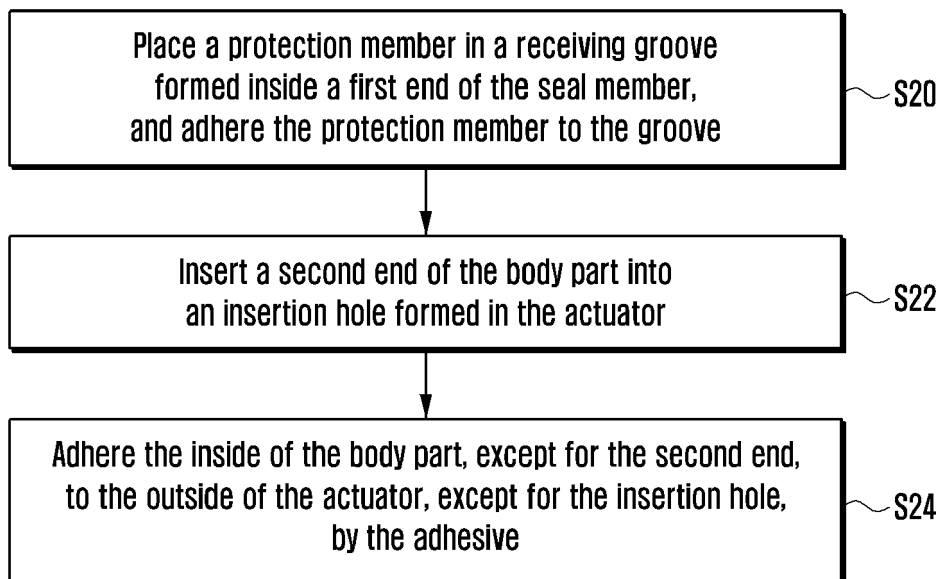 Place a protection member in a receiving groove
formed inside a first end of the seal member,
and adhere the protection member to the groove
S20
Insert a second end of the body part into
an insertion hole formed in the actuator
S22
Adhere the inside of the body part, except for the second end,
to the outside of the actuator, except for the insertion hole,
by the adhesive
S24